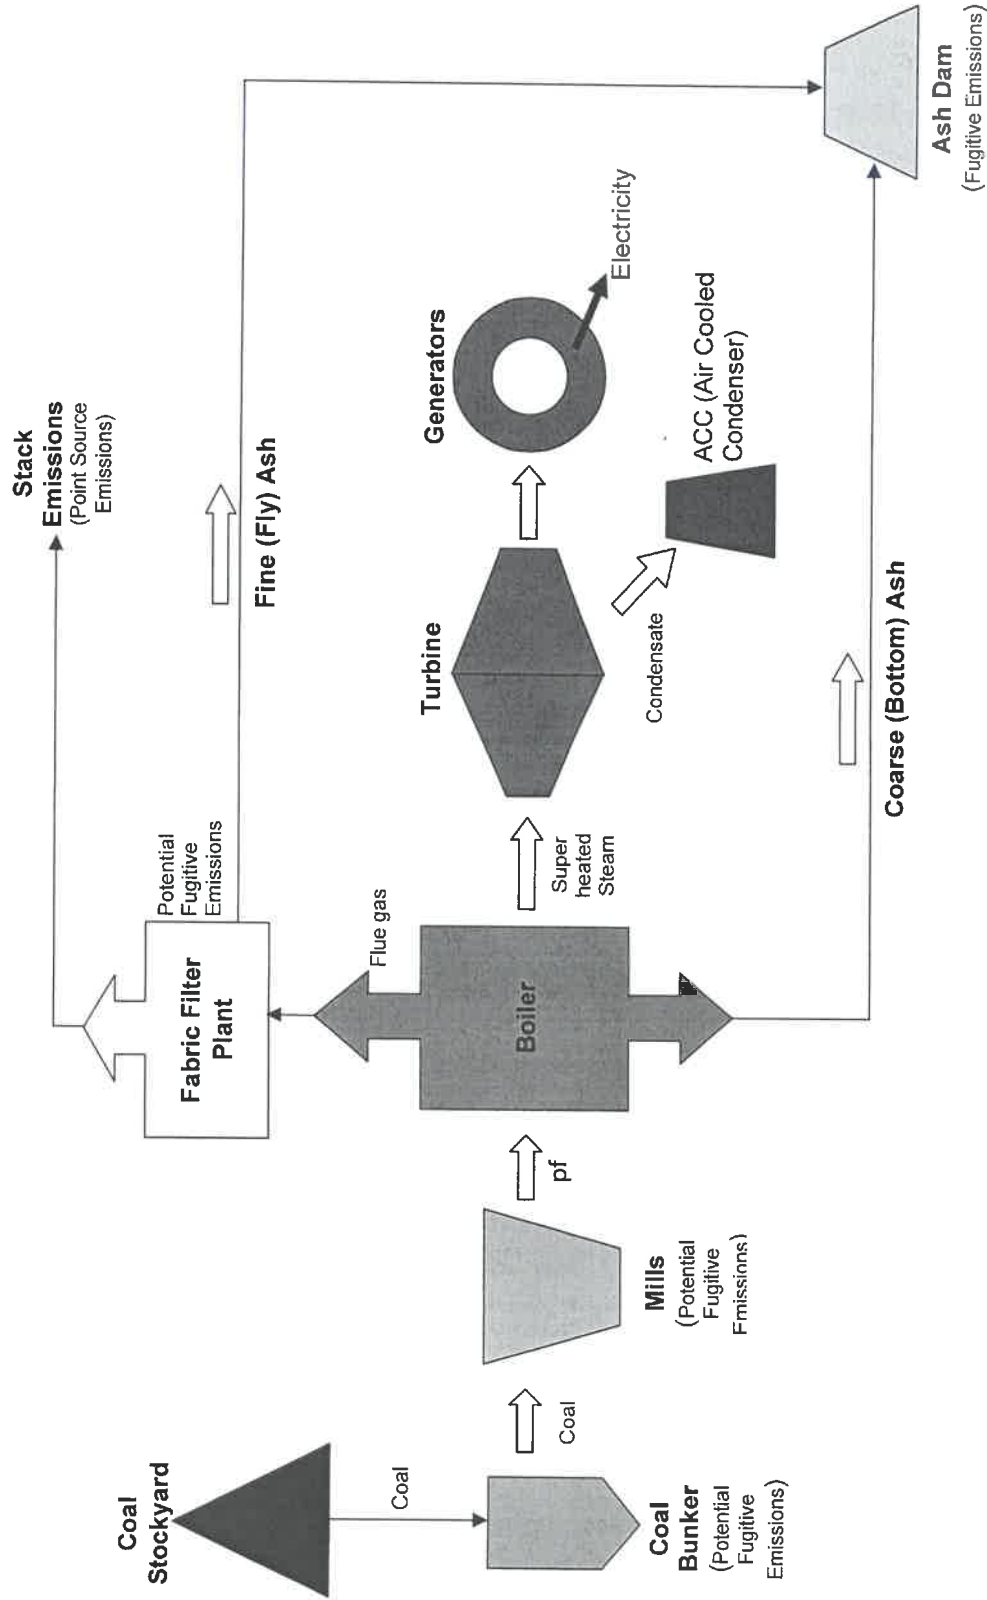 Coal
Stockyard
Coal
Coal
Bunker
(Potential
Fugitive
Emissions)
Coal
Mills
(Potential
Fugitive
Emissions)
pf
Boiler
Flue gas
Fabric Filter
Plant
Potential
Fugitive
Emissions
Stack
Emissions
(Point Source
Emissions)
Fine (Fly) Ash
Super
heated
Steam
Turbine
Condensate
Generators
Electricity
ACC (Air Cooled
Condenser)
Coarse (Bottom) Ash
Ash Dam
(Fugitive Emissions)